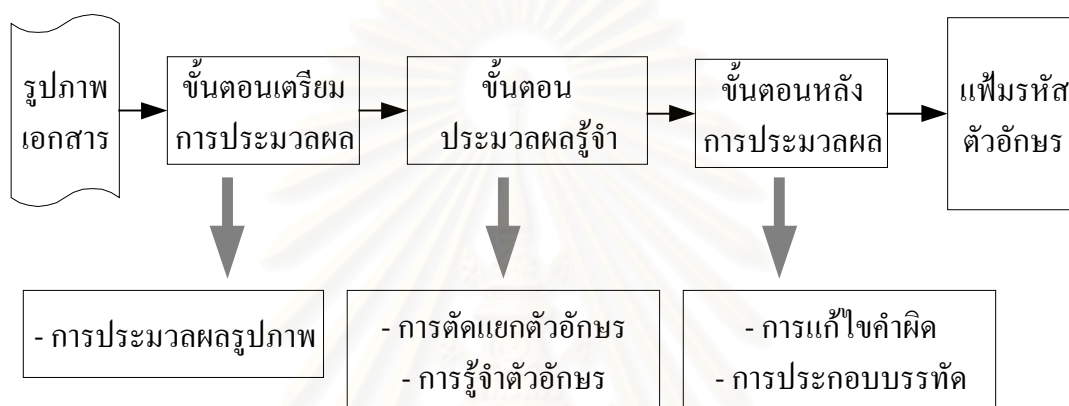 รูปภาพ
เอกสาร
ขั้นตอนเตรียม
การประมวลผล
ขั้นตอน
ประมวลผลรู้จำ
ขั้นตอนหลัง
การประมวลผล
แฟ้มรหัส
ตัวอักษร
- การประมวลผลรูปภาพ
- การตัดแยกตัวอักษร
- การรู้จำตัวอักษร
- การแก้ไขคำผิด
- การประกอบบรรทัด